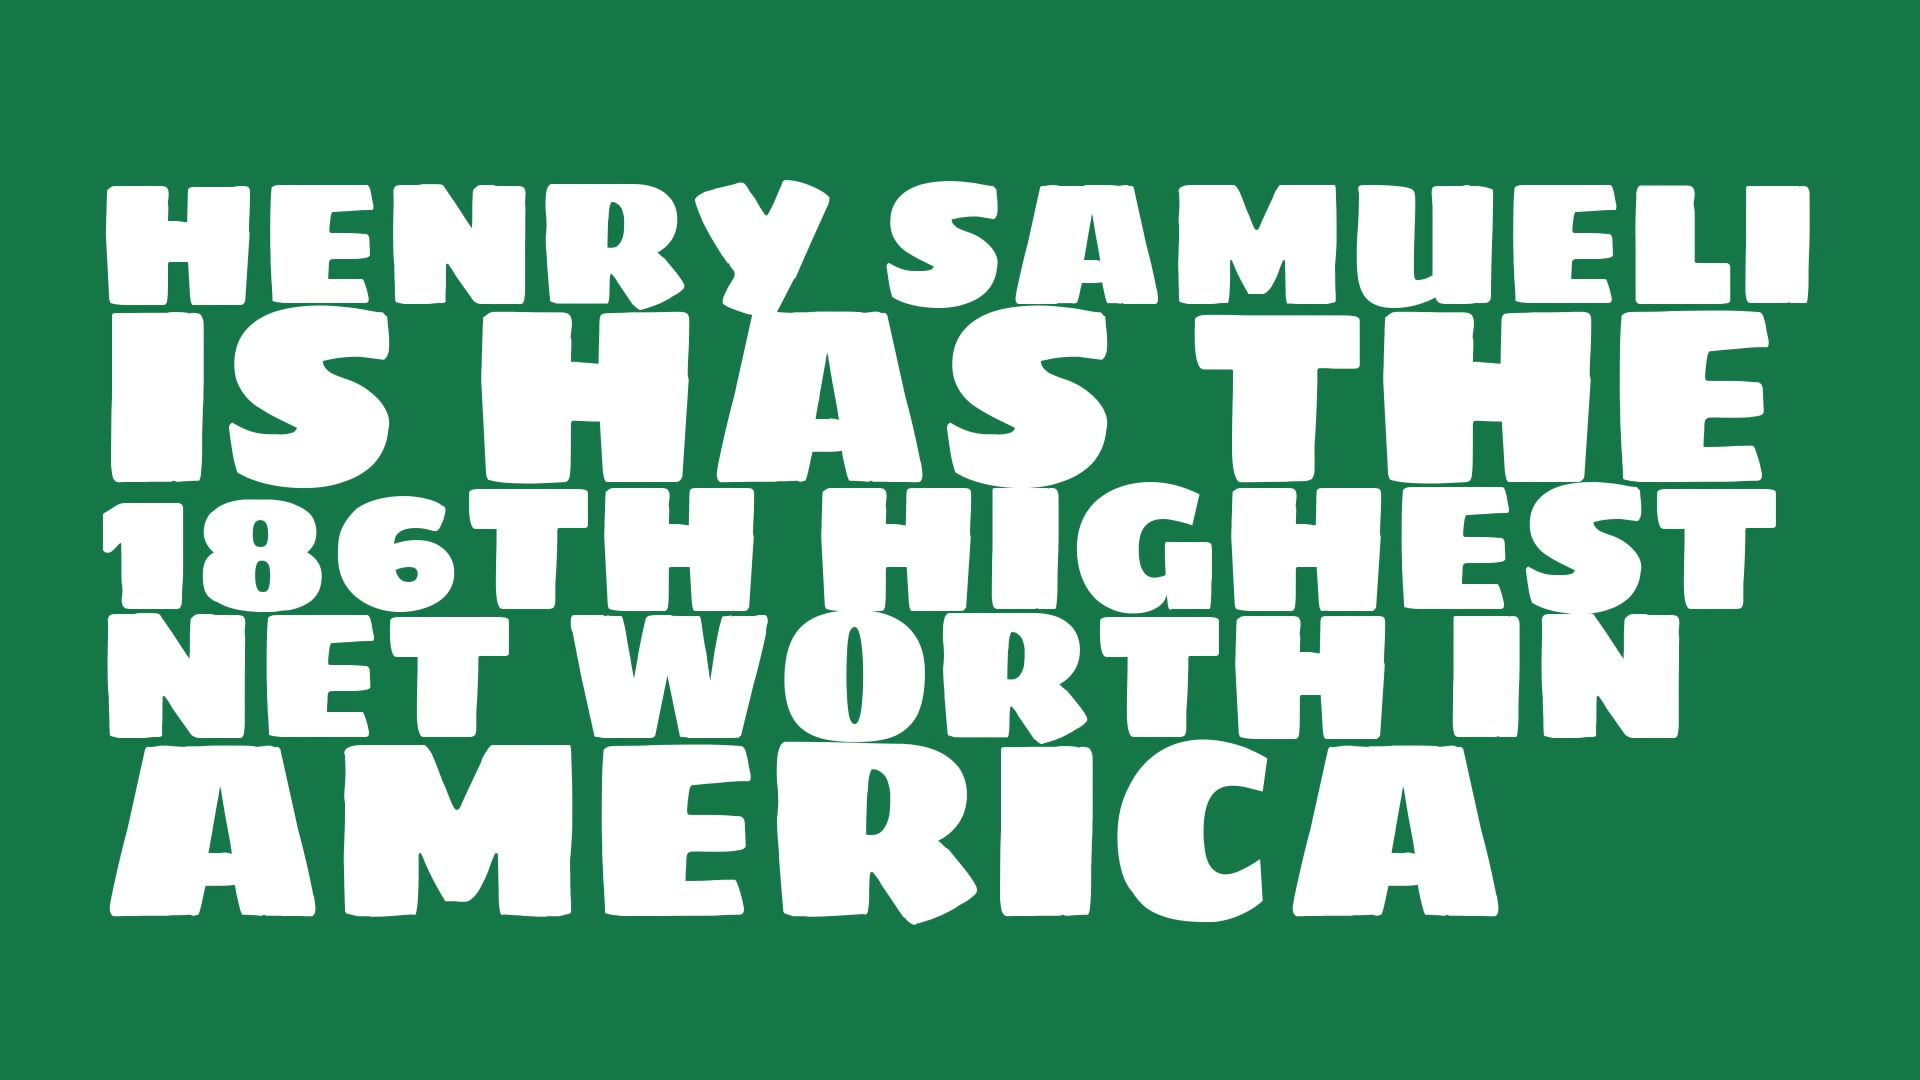 HENRY SAMUELI
IS HAS THE
186TH HIGHEST
NET WORTH IN
AMERICA